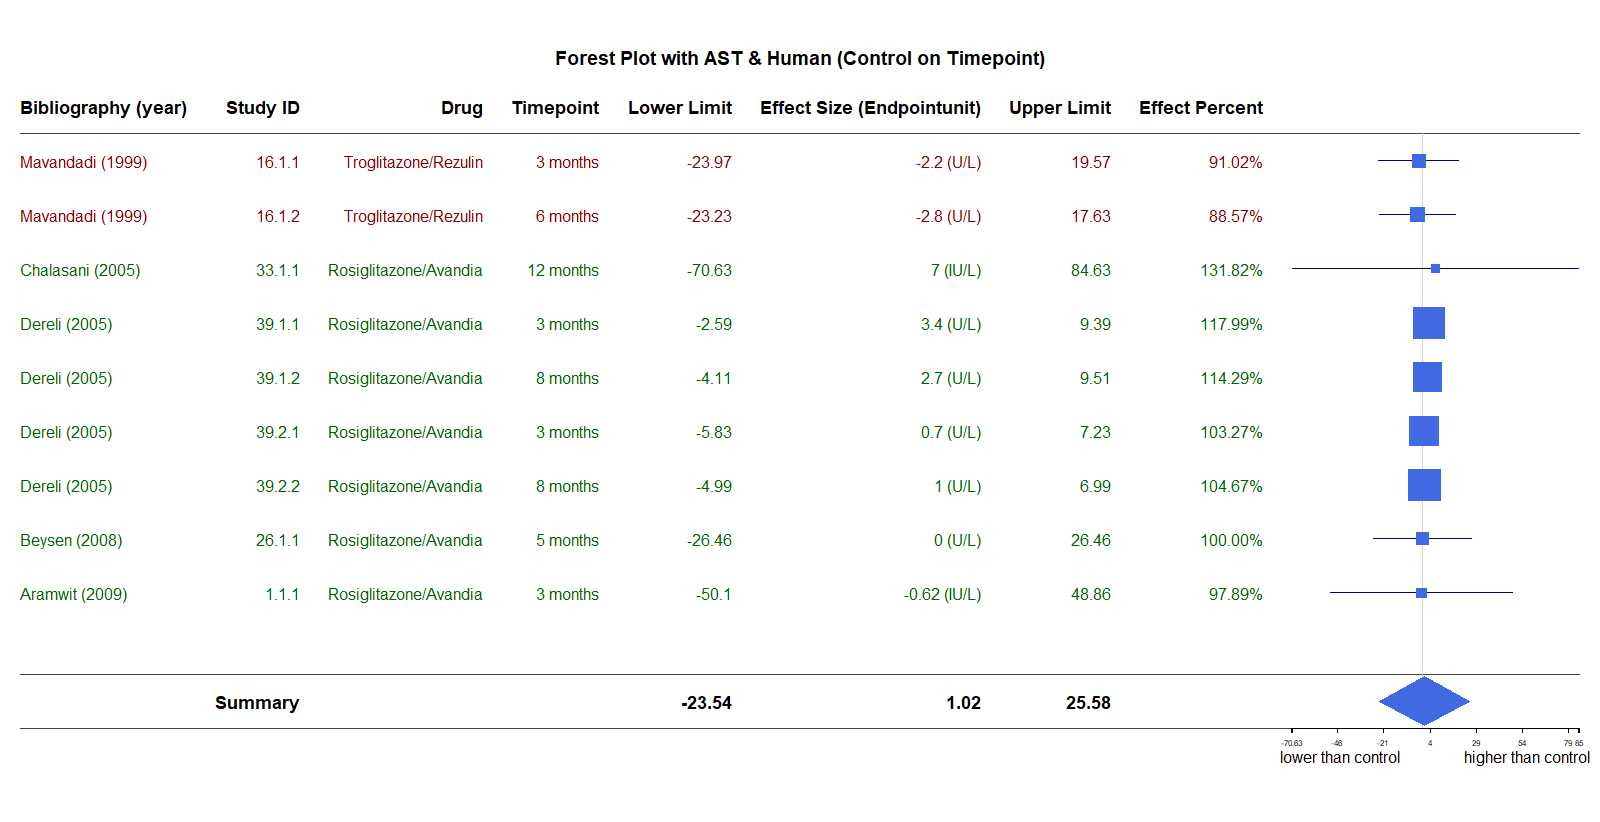 Forest Plot with AST & Human (Control on Timepoint)
Bibliography (year) Study ID Drug Timepoint Lower Limit Effect Size (Endpointunit) Upper Limit Effect Percent
Mavandadi (1999) 16.1.1 Troglitazone/Rezulin 3 months -23.97 -2.2 (U/L) 19.57 91.02%
Mavandadi (1999) 16.1.2 Troglitazone/Rezulin 6 months -23.23 -2.8 (U/L) 17.63 88.57%
Chalasani (2005) 33.1.1 Rosiglitazone/Avandia 12 months -70.63 7 (IU/L) 84.63 131.82%
Dereli (2005) 39.1.1 Rosiglitazone/Avandia 3 months -2.59 3.4 (U/L) 9.39 117.99%
Dereli (2005) 39.1.2 Rosiglitazone/Avandia 8 months -4.11 2.7 (U/L) 9.51 114.29%
Dereli (2005) 39.2.1 Rosiglitazone/Avandia 3 months -5.83 0.7 (U/L) 7.23 103.27%
Dereli (2005) 39.2.2 Rosiglitazone/Avandia 8 months -4.99 1 (U/L) 6.99 104.67%
Beysen (2008) 26.1.1 Rosiglitazone/Avandia 5 months -26.46 0 (U/L) 26.46 100.00%
Aramwit (2009) 1.1.1 Rosiglitazone/Avandia 3 months -50.1 -0.62 (IU/L) 48.86 97.89%
Summary -23.54 1.02 25.58
-70.63 -46 -21 4 29 54 79 85
lower than control higher than control